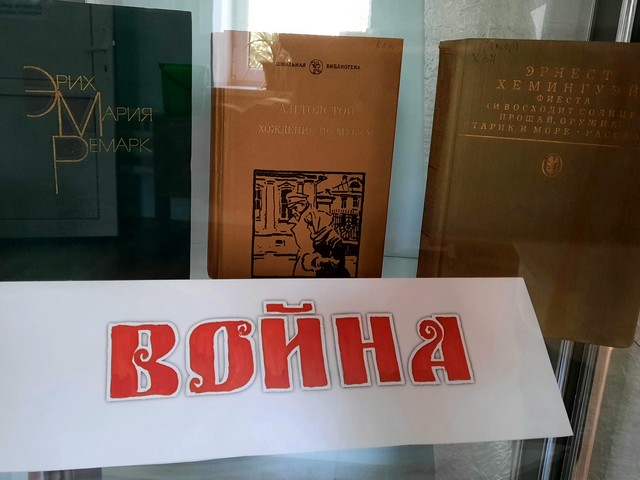 ЭРИХ
МАРИЯ
РЕМАРК
ШКОЛЬНАЯ БИБЛИОТЕКА
А.Н.ТОЛСТОЙ
ХОЖДЕНИЕ ПО МУКАМ
ЭРНЕСТ
ХЕМИНГУЭЙ
ФИЕСТА
(И ВОСХОДИТ СОЛНЦЕ
ПРОЩАЙ, ОРУЖИЕ
СТАРИК И МОРЕ • РАССК
ВОЙНА